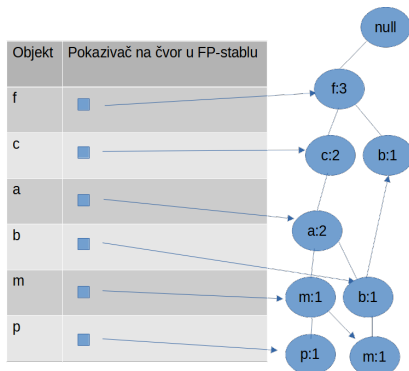 null
Objekt Pokazivač na čvor u FP-stablu
f
f:3
c
c:2
b:1
a
a:2
b
m
m:1
b:1
p
p:1
m:1